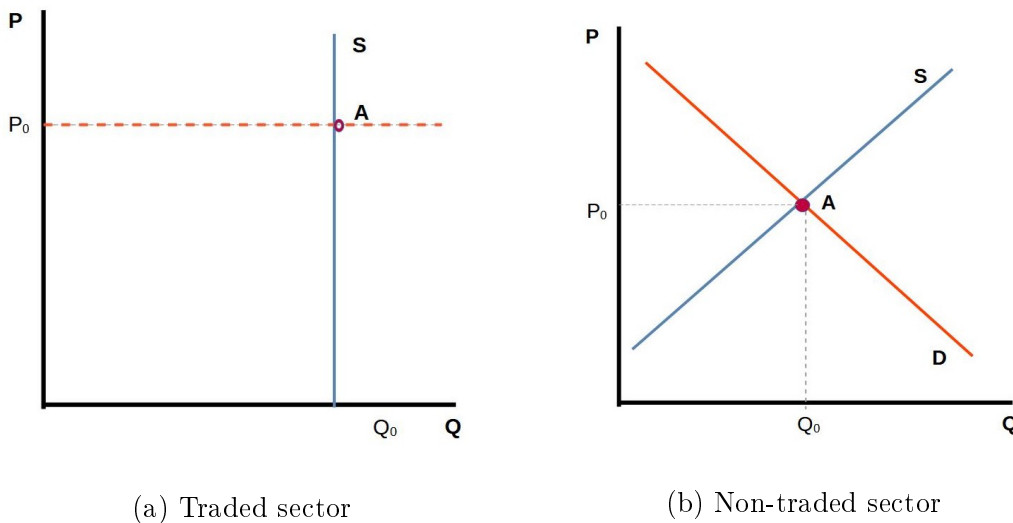 P
S
A
P₀
Q₀
Q
(a) Traded sector
P
S
A
P₀
D
Q₀
Q
(b) Non-traded sector